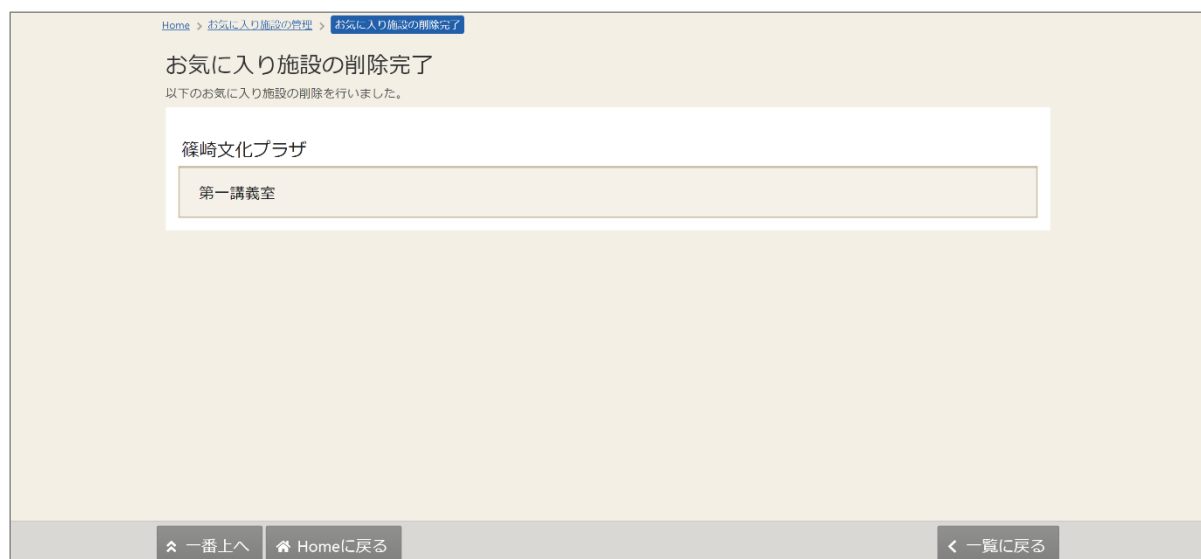 Home > お気に入り施設の管理 > お気に入り施設の削除完了
お気に入り施設の削除完了
以下のお気に入り施設の削除を行いました。
篠崎文化プラザ
第一講義室
一番上へ Homeに戻る 一覧に戻る